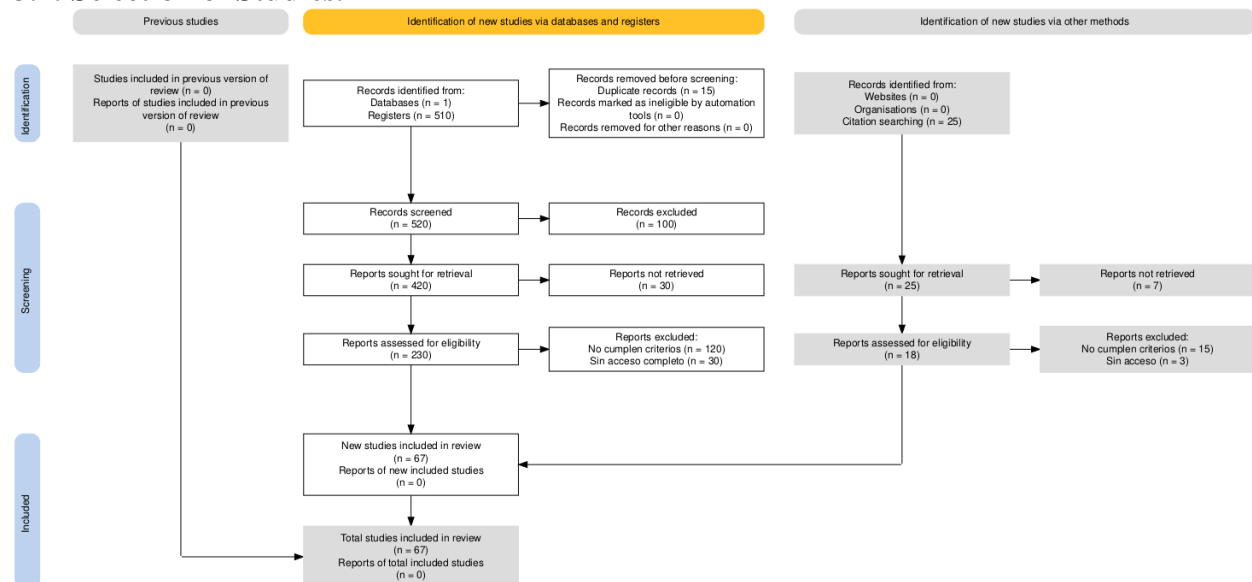 Previous studies
Identification of new studies via databases and registers
Identification of new studies via other methods
Identification
Studies included in previous version of
review (n = 0)
Reports of studies included in previous
version of review
(n = 0)
Records identified from:
Databases (n = 1)
Registers (n = 510)
Records removed before screening:
Duplicate records (n = 15)
Records marked as ineligible by automation
tools (n = 0)
Records removed for other reasons (n = 0)
Records identified from:
Websites (n = 0)
Organisations (n = 0)
Citation searching (n = 25)
Screening
Records screened
(n = 520)
Records excluded
(n = 100)
Reports sought for retrieval
(n = 420)
Reports not retrieved
(n = 30)
Reports sought for retrieval
(n = 25)
Reports not retrieved
(n = 7)
Reports assessed for eligibility
(n = 230)
Reports excluded:
No cumplen criterios (n = 120)
Sin acceso completo (n = 30)
Reports assessed for eligibility
(n = 18)
Reports excluded:
No cumplen criterios (n = 15)
Sin acceso (n = 3)
Included
New studies included in review
(n = 67)
Reports of new included studies
(n = 0)
Total studies included in review
(n = 67)
Reports of total included studies
(n = 0)